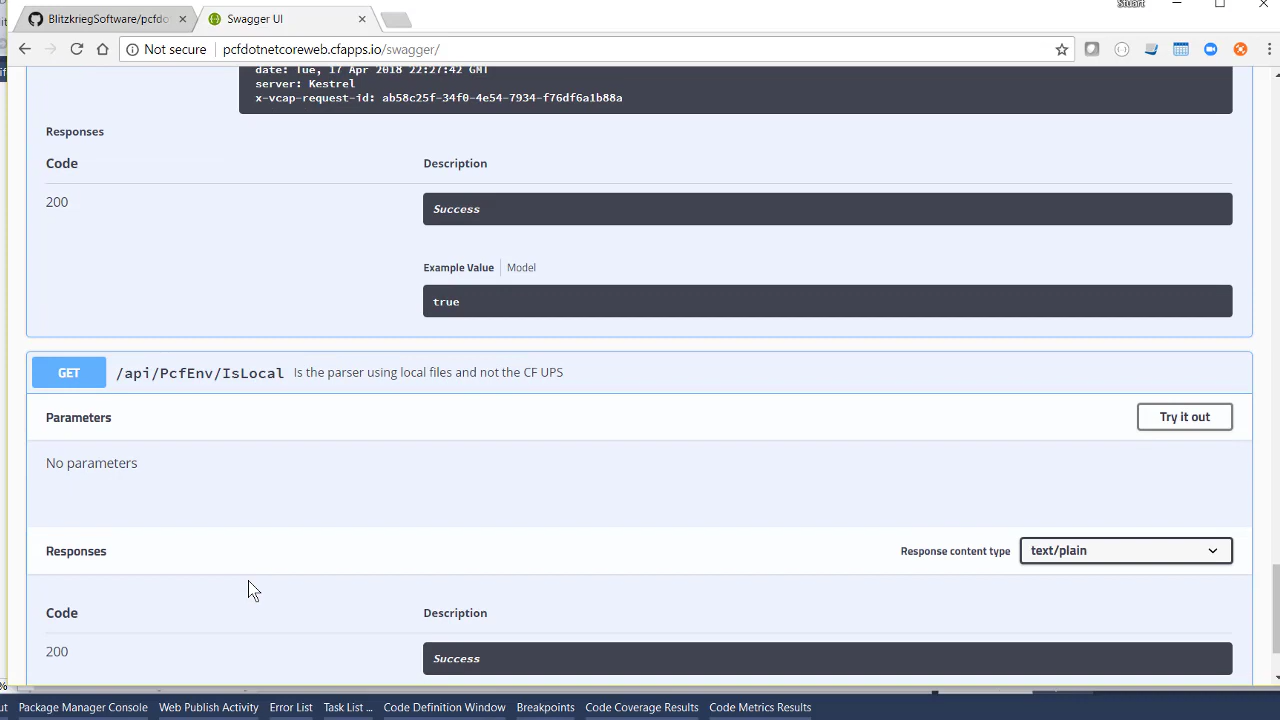 Stuart
BlitzkriegSoftware/pcfdo
Swagger UI
Not secure
pcfdotnetcoreweb.cfapps.io/swagger/
date: Tue, 17 Apr 2018 22:27:42 GMT
server: Kestrel
x-vcap-request-id: ab58c25f-34f0-4e54-7934-f76df6a1b88a
Responses
Code Description
200 Success
Example Value Model
true
GET /api/PcfEnv/IsLocal Is the parser using local files and not the CF UPS
Parameters Try it out
No parameters
Responses Response content type text/plain
Code Description
200 Success
Package Manager Console Web Publish Activity Error List Task List ... Code Definition Window Breakpoints Code Coverage Results Code Metrics Results